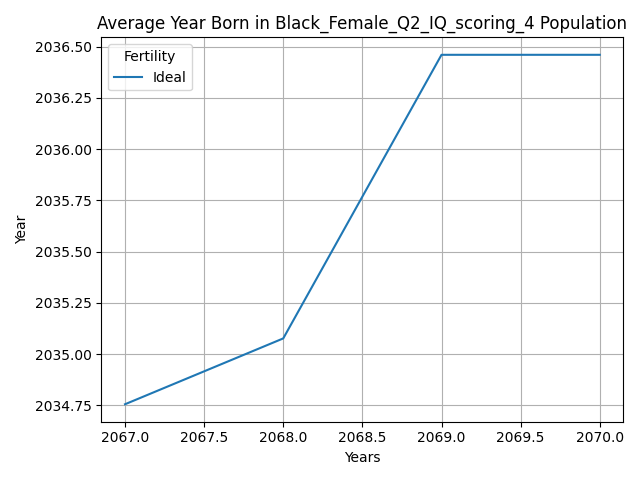 Average Year Born in Black_Female_Q2_IQ_scoring_4 Population
2036.50
2036.25
2036.00
2035.75
2035.50
2035.25
2035.00
2034.75
Year
Fertility
Ideal
2067.0 2067.5 2068.0 2068.5 2069.0 2069.5 2070.0
Years